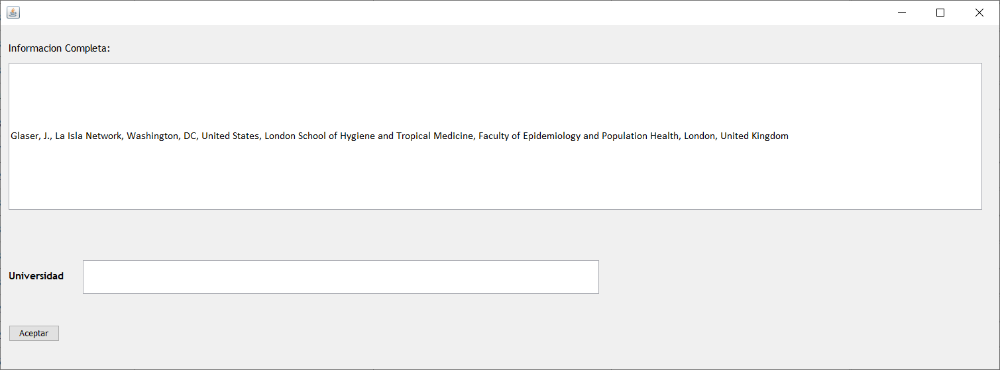 Informacion Completa:
Glaser, J., La Isla Network, Washington, DC, United States, London School of Hygiene and Tropical Medicine, Faculty of Epidemiology and Population Health, London, United Kingdom
Universidad
Aceptar